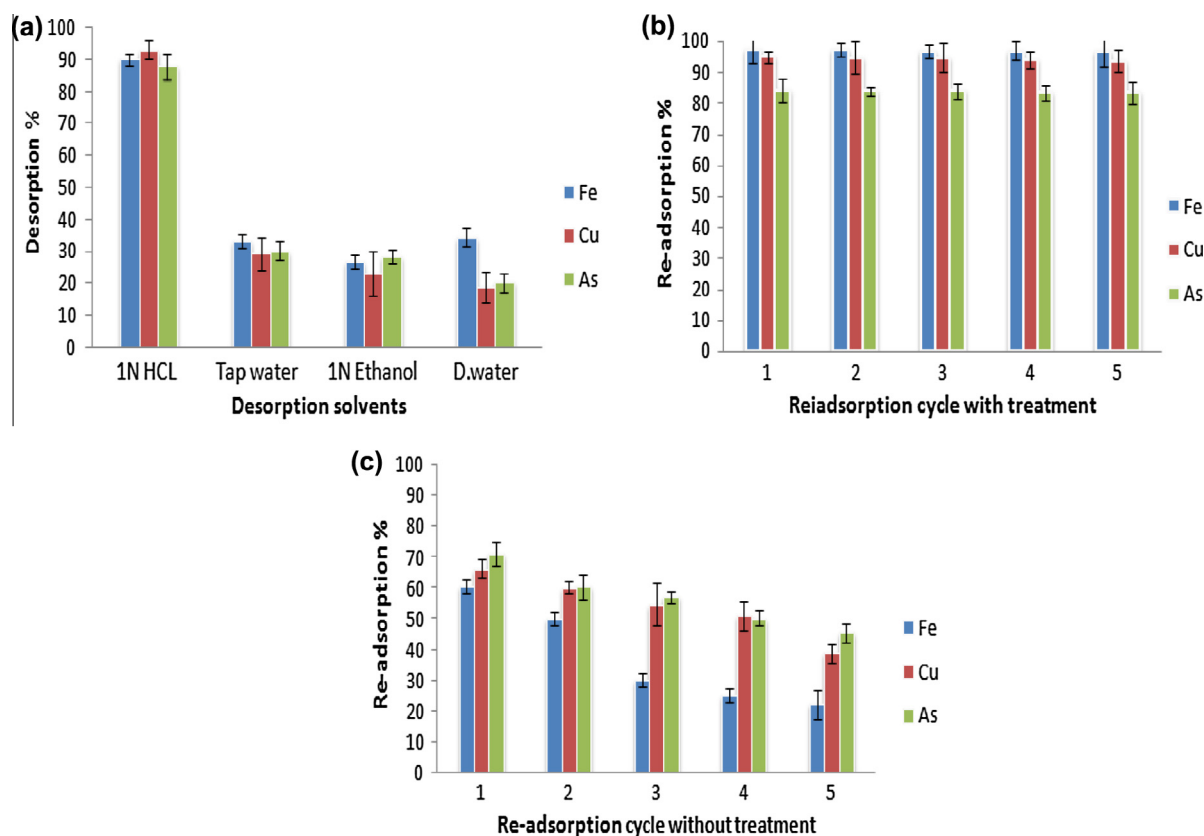 (a)
Desorption %
100
90
80
70
60
50
40
30
20
10
0
1N HCL Tap water 1N Ethanol D.water
Desorption solvents
Fe
Cu
As
(b)
Re-adsorption %
100
90
80
70
60
50
40
30
20
10
0
1 2 3 4 5
Reiadsorption cycle with treatment
Fe
Cu
As
(c)
Re-adsorption %
100
90
80
70
60
50
40
30
20
10
0
1 2 3 4 5
Re-adsorption cycle without treatment
Fe
Cu
As